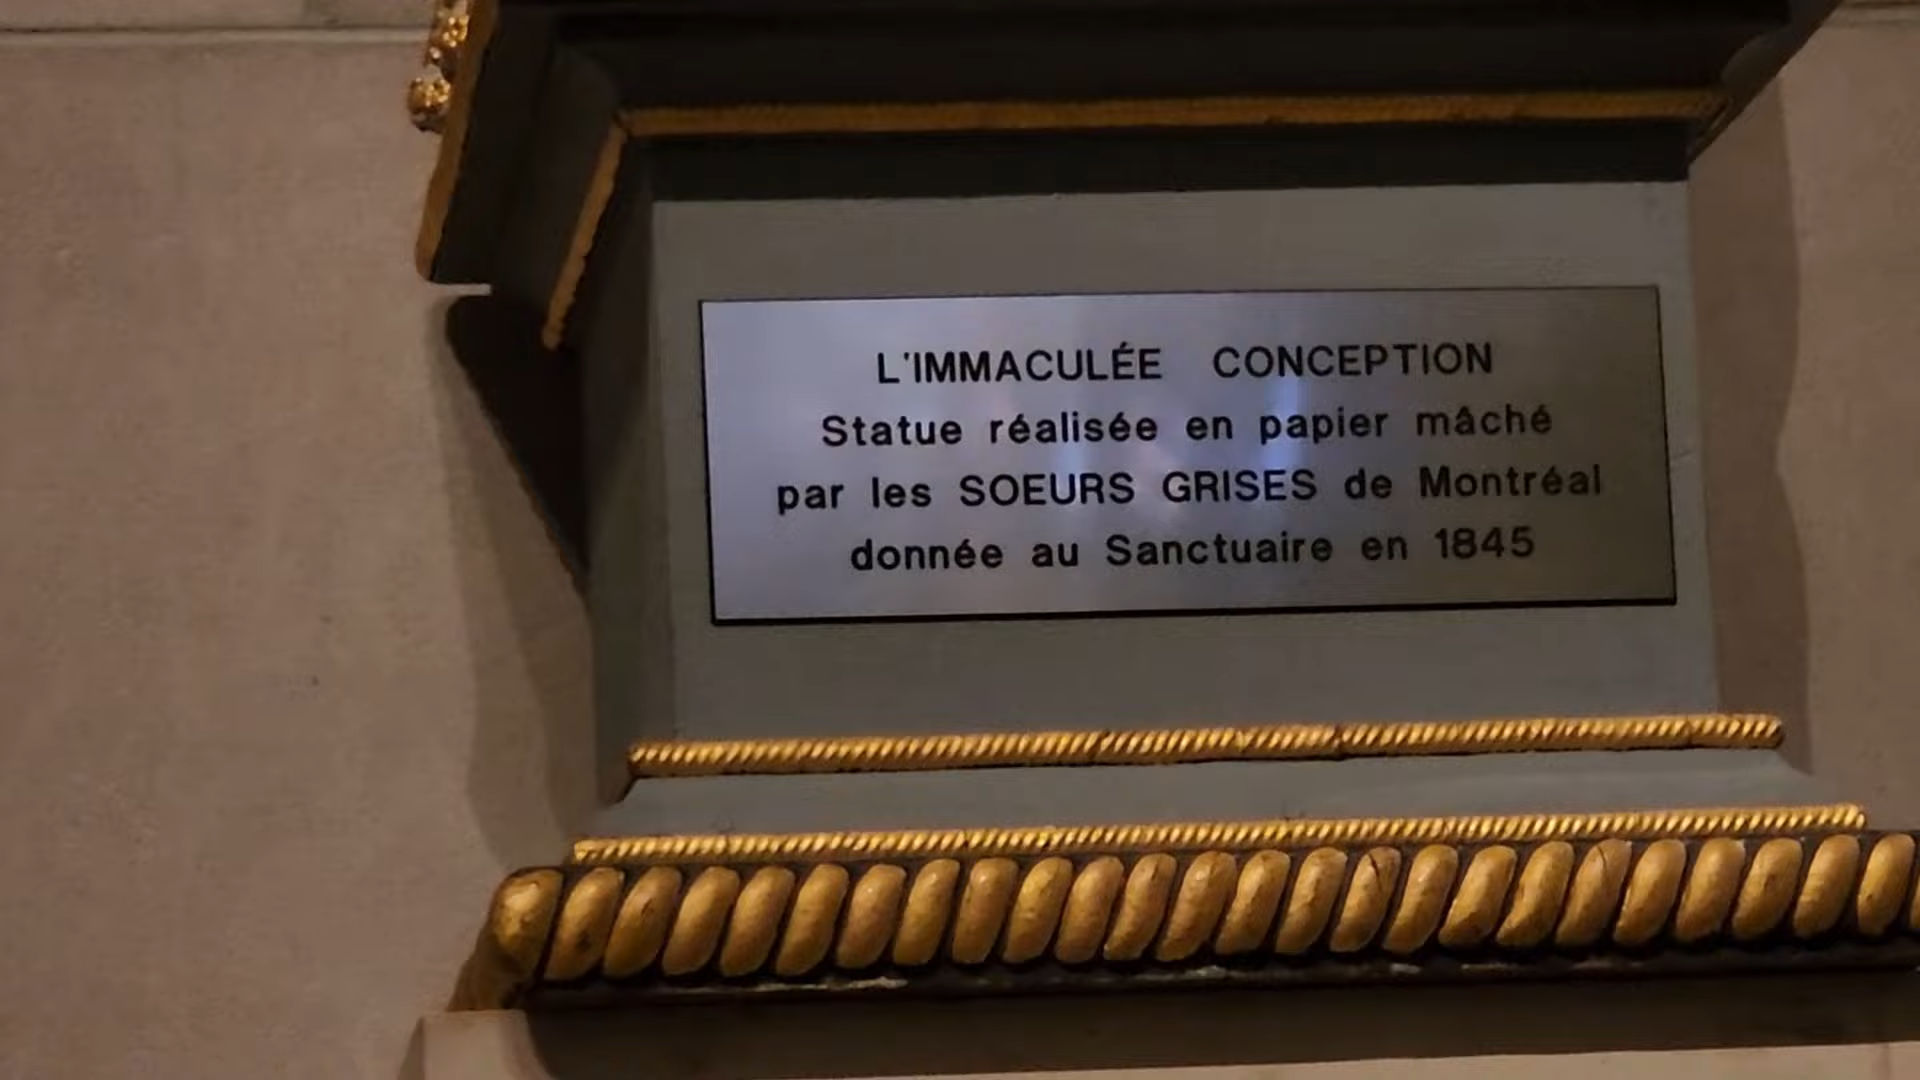 L'IMMACULÉE CONCEPTION
Statue réalisée en papier mâché
par les SOEURS GRISES de Montréal
donnée au Sanctuaire en 1845